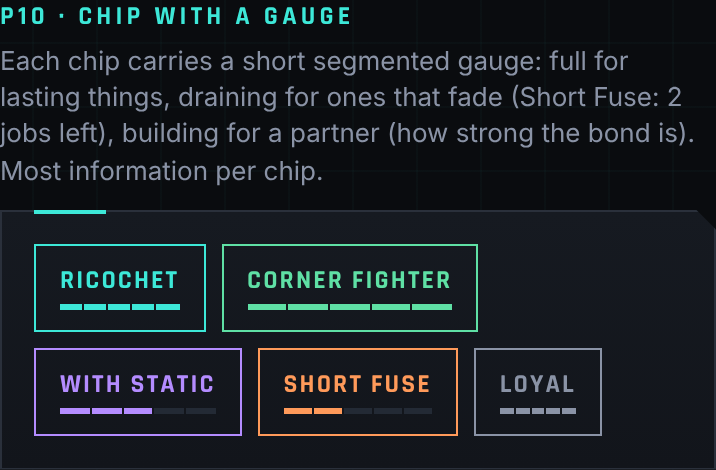 P10 · CHIP WITH A GAUGE
Each chip carries a short segmented gauge: full for
lasting things, draining for ones that fade (Short Fuse: 2
jobs left), building for a partner (how strong the bond is).
Most information per chip.
RICOCHET CORNER FIGHTER
WITH STATIC SHORT FUSE LOYAL